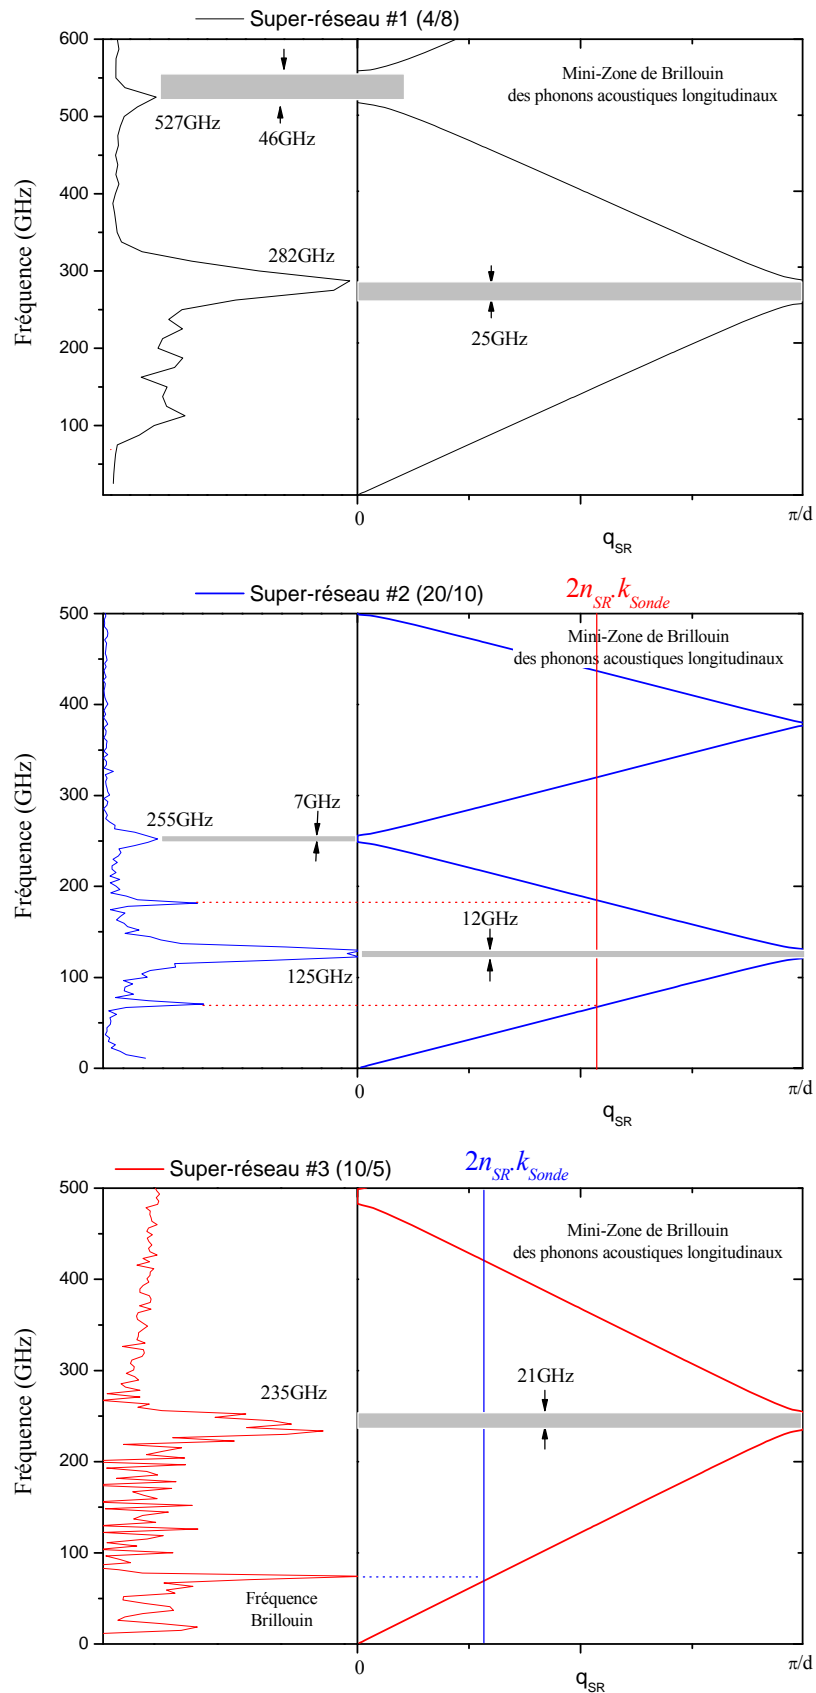 Super-réseau #1 (4/8)
600
500
400
300
200
100
Fréquence (GHz)
Mini-Zone de Brillouin
des phonons acoustiques longitudinaux
527GHz
46GHz
282GHz
25GHz
0
π/d
qSR
Super-réseau #2 (20/10)
2nSR.kSonde
500
400
300
200
100
0
Fréquence (GHz)
Mini-Zone de Brillouin
des phonons acoustiques longitudinaux
7GHz
255GHz
12GHz
125GHz
0
π/d
qSR
Super-réseau #3 (10/5)
2nSR.kSonde
500
400
300
200
100
0
Fréquence (GHz)
Mini-Zone de Brillouin
des phonons acoustiques longitudinaux
21GHz
235GHz
Fréquence
Brillouin
0
π/d
qSR